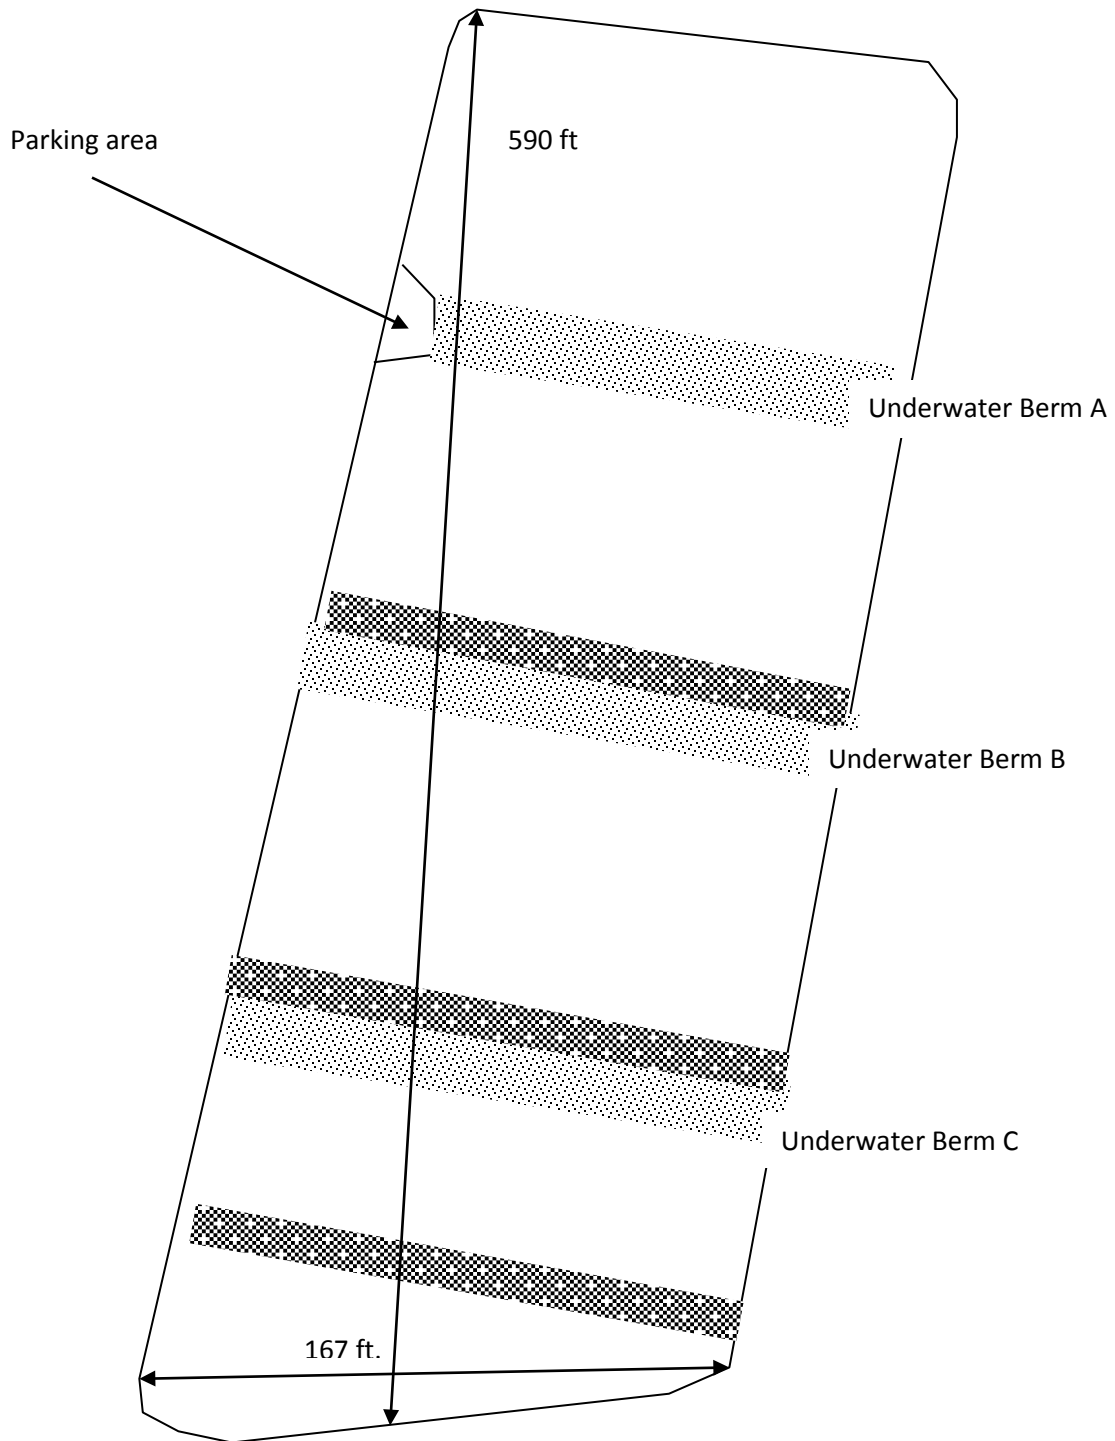 Parking area
590 ft
Underwater Berm A
Underwater Berm B
Underwater Berm C
167 ft.